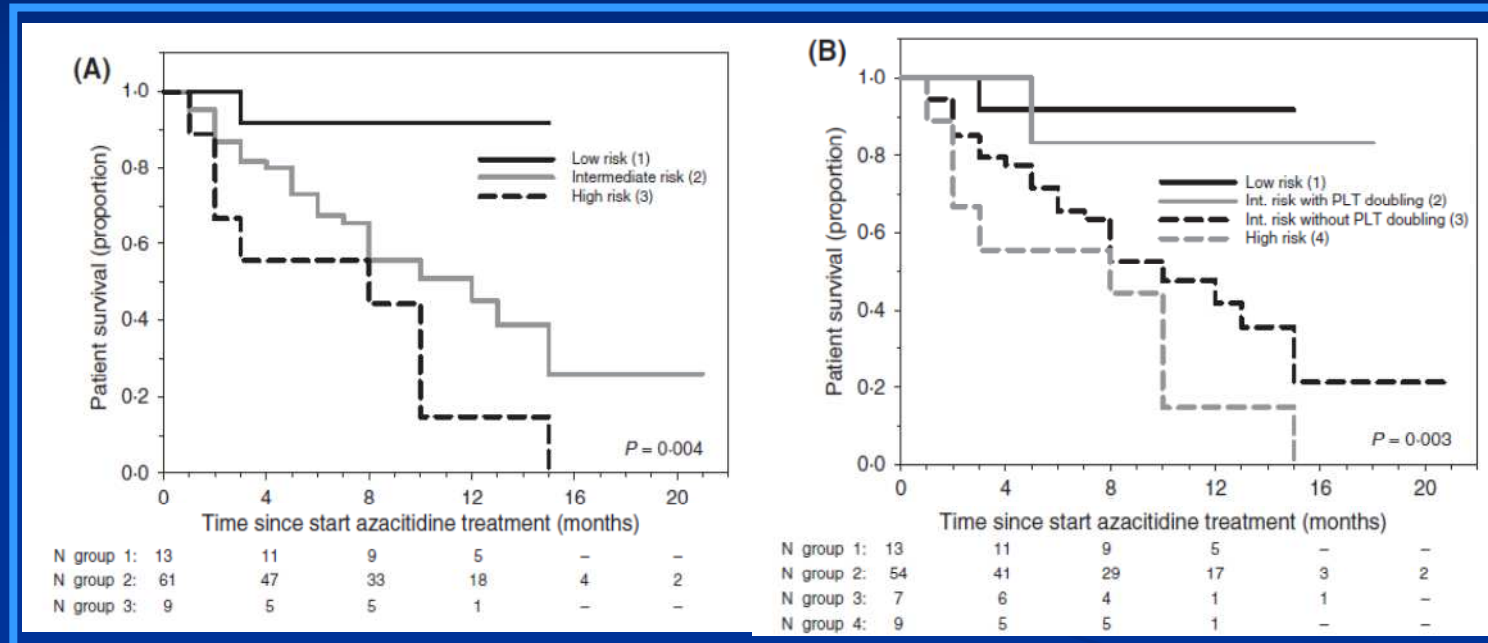 (A)
1·0
0·8
0·6
0·4
0·2
0·0
Patient survival (proportion)
Low risk (1)
Intermediate risk (2)
High risk (3)
P = 0·004
0 4 8 12 16 20
Time since start azacitidine treatment (months)
N group 1: 13 11 9 5 – –
N group 2: 61 47 33 18 4 2
N group 3: 9 5 5 1 – –
(B)
1·0
0·8
0·6
0·4
0·2
0·0
Patient survival (proportion)
Low risk (1)
Int. risk with PLT doubling (2)
Int. risk without PLT doubling (3)
High risk (4)
P = 0·003
0 4 8 12 16 20
Time since start azacitidine treatment (months)
N group 1: 13 11 9 5 – –
N group 2: 54 41 29 17 3 2
N group 3: 7 6 4 1 1 –
N group 4: 9 5 5 1 – –